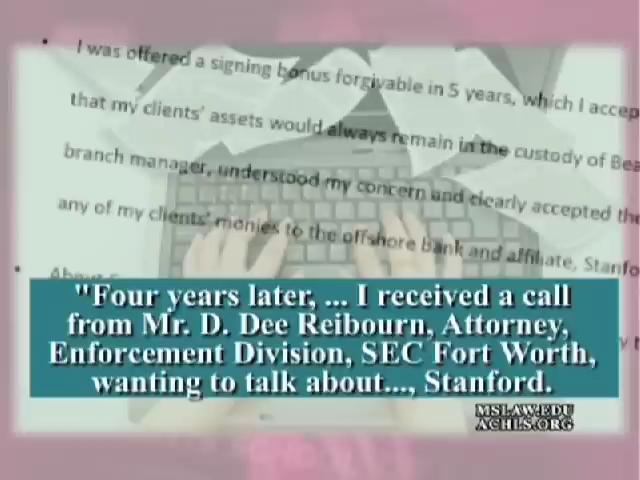 • I was offered a signing bonus forgivable in 5 years, which I accep
that my clients' assets would always remain in the custody of Bea
branch manager, understood my concern and clearly accepted the
any of my clients' monies to the offshore bank and affiliate, Stanfo
• About
"Four years later, ... I received a call
from Mr. D. Dee Reibourn, Attorney,
Enforcement Division, SEC Fort Worth,
wanting to talk about..., Stanford.
MSLAW.EDU
ACHLS.ORG